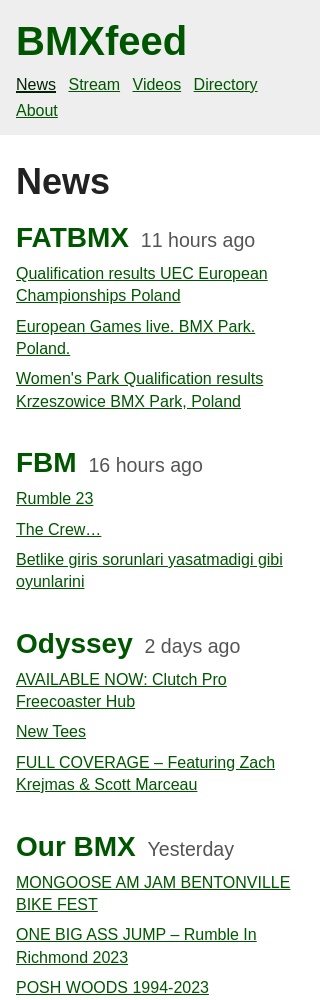 BMXfeed
News Stream Videos Directory
About
News
FATBMX 11 hours ago
Qualification results UEC European
Championships Poland
European Games live. BMX Park.
Poland.
Women's Park Qualification results
Krzeszowice BMX Park, Poland
FBM 16 hours ago
Rumble 23
The Crew…
Betlike giris sorunlari yasatmadigi gibi
oyunlarini
Odyssey 2 days ago
AVAILABLE NOW: Clutch Pro
Freecoaster Hub
New Tees
FULL COVERAGE – Featuring Zach
Krejmas & Scott Marceau
Our BMX Yesterday
MONGOOSE AM JAM BENTONVILLE
BIKE FEST
ONE BIG ASS JUMP – Rumble In
Richmond 2023
POSH WOODS 1994-2023